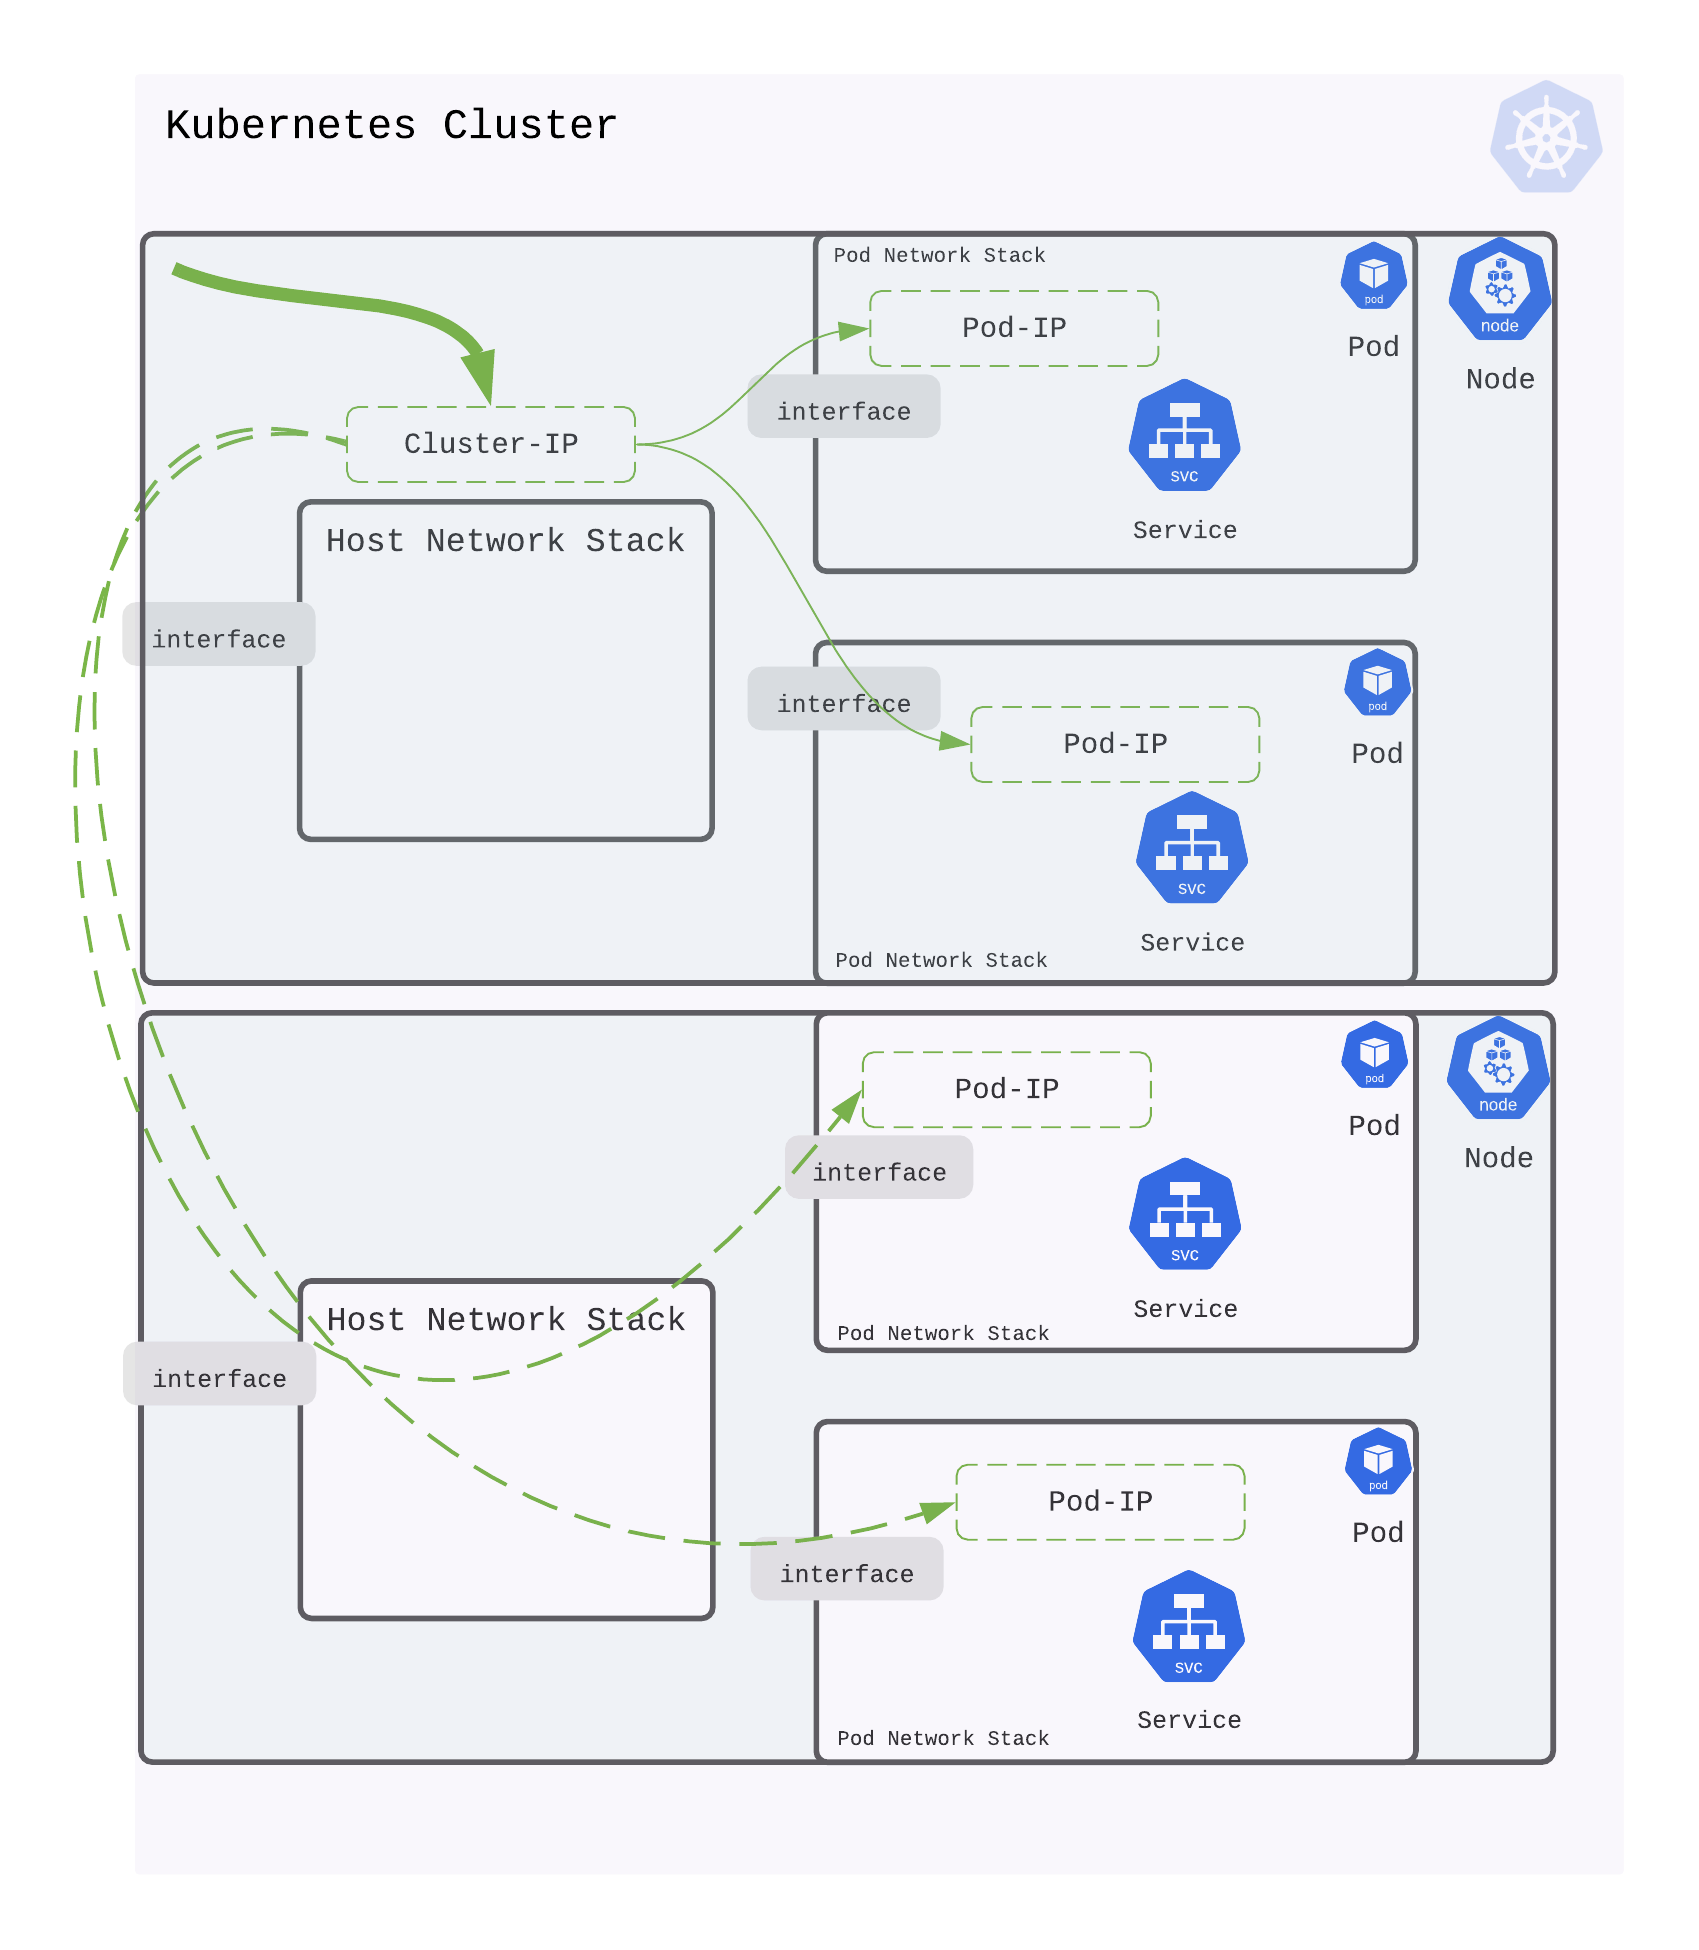 Kubernetes Cluster
Pod Network Stack
Pod-IP
pod
Pod
node
Node
interface
Cluster-IP
svc
Service
Host Network Stack
interface
interface
Pod-IP
pod
Pod
svc
Service
Pod Network Stack
Pod-IP
pod
Pod
node
Node
interface
svc
Service
Pod Network Stack
Host Network Stack
interface
Pod-IP
pod
Pod
interface
svc
Service
Pod Network Stack